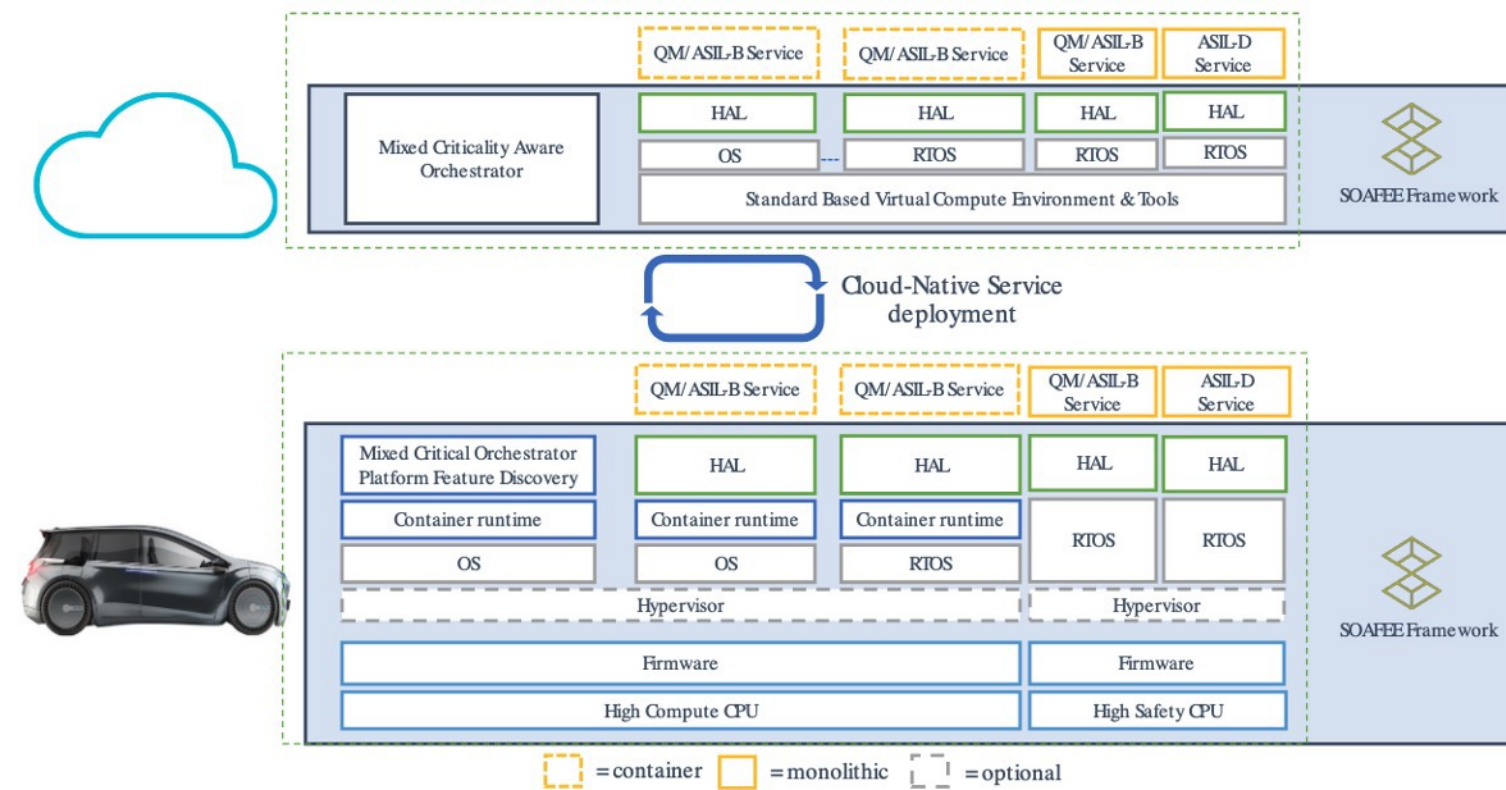 QM/ASIL-B Service
QM/ASIL-B Service
QM/ASIL-B
Service
ASIL-D
Service
Mixed Criticality Aware
Orchestrator
HAL
HAL
HAL
HAL
OS
RTOS
RTOS
RTOS
Standard Based Virtual Compute Environment & Tools
SOAFEE Framework
Cloud-Native Service
deployment
QM/ASIL-B Service
QM/ASIL-B Service
QM/ASIL-B
Service
ASIL-D
Service
Mixed Critical Orchestrator
Platform Feature Discovery
HAL
HAL
HAL
HAL
Container runtime
Container runtime
Container runtime
RTOS
RTOS
OS
OS
RTOS
Hypervisor
Hypervisor
SOAFEE Framework
Firmware
Firmware
High Compute CPU
High Safety CPU
=container
=monolithic
=optional